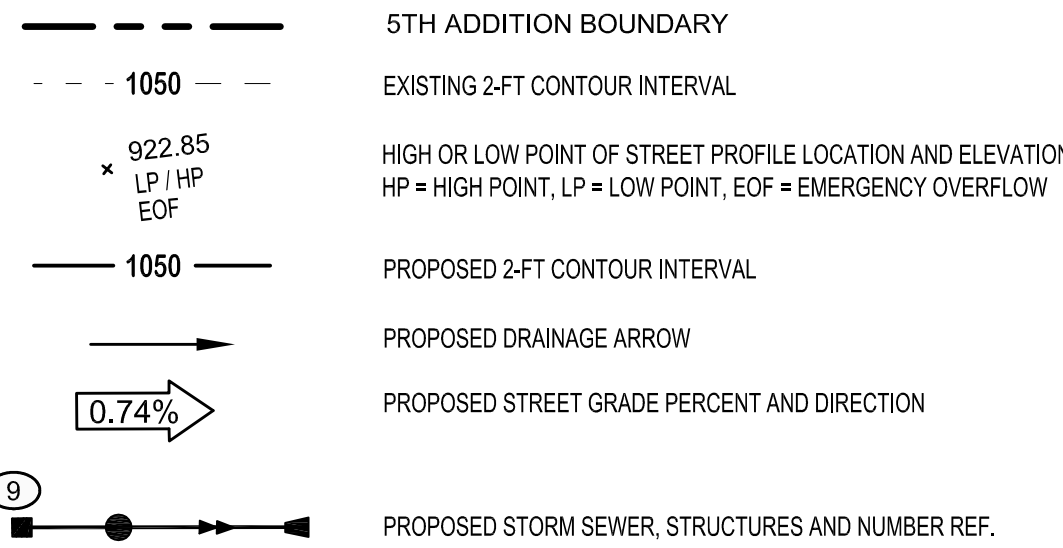 5TH ADDITION BOUNDARY
1050 EXISTING 2-FT CONTOUR INTERVAL
922.85
LP / HP
EOF
HIGH OR LOW POINT OF STREET PROFILE LOCATION AND ELEVATION
HP = HIGH POINT, LP = LOW POINT, EOF = EMERGENCY OVERFLOW
1050 PROPOSED 2-FT CONTOUR INTERVAL
PROPOSED DRAINAGE ARROW
0.74% PROPOSED STREET GRADE PERCENT AND DIRECTION
9
PROPOSED STORM SEWER, STRUCTURES AND NUMBER REF.